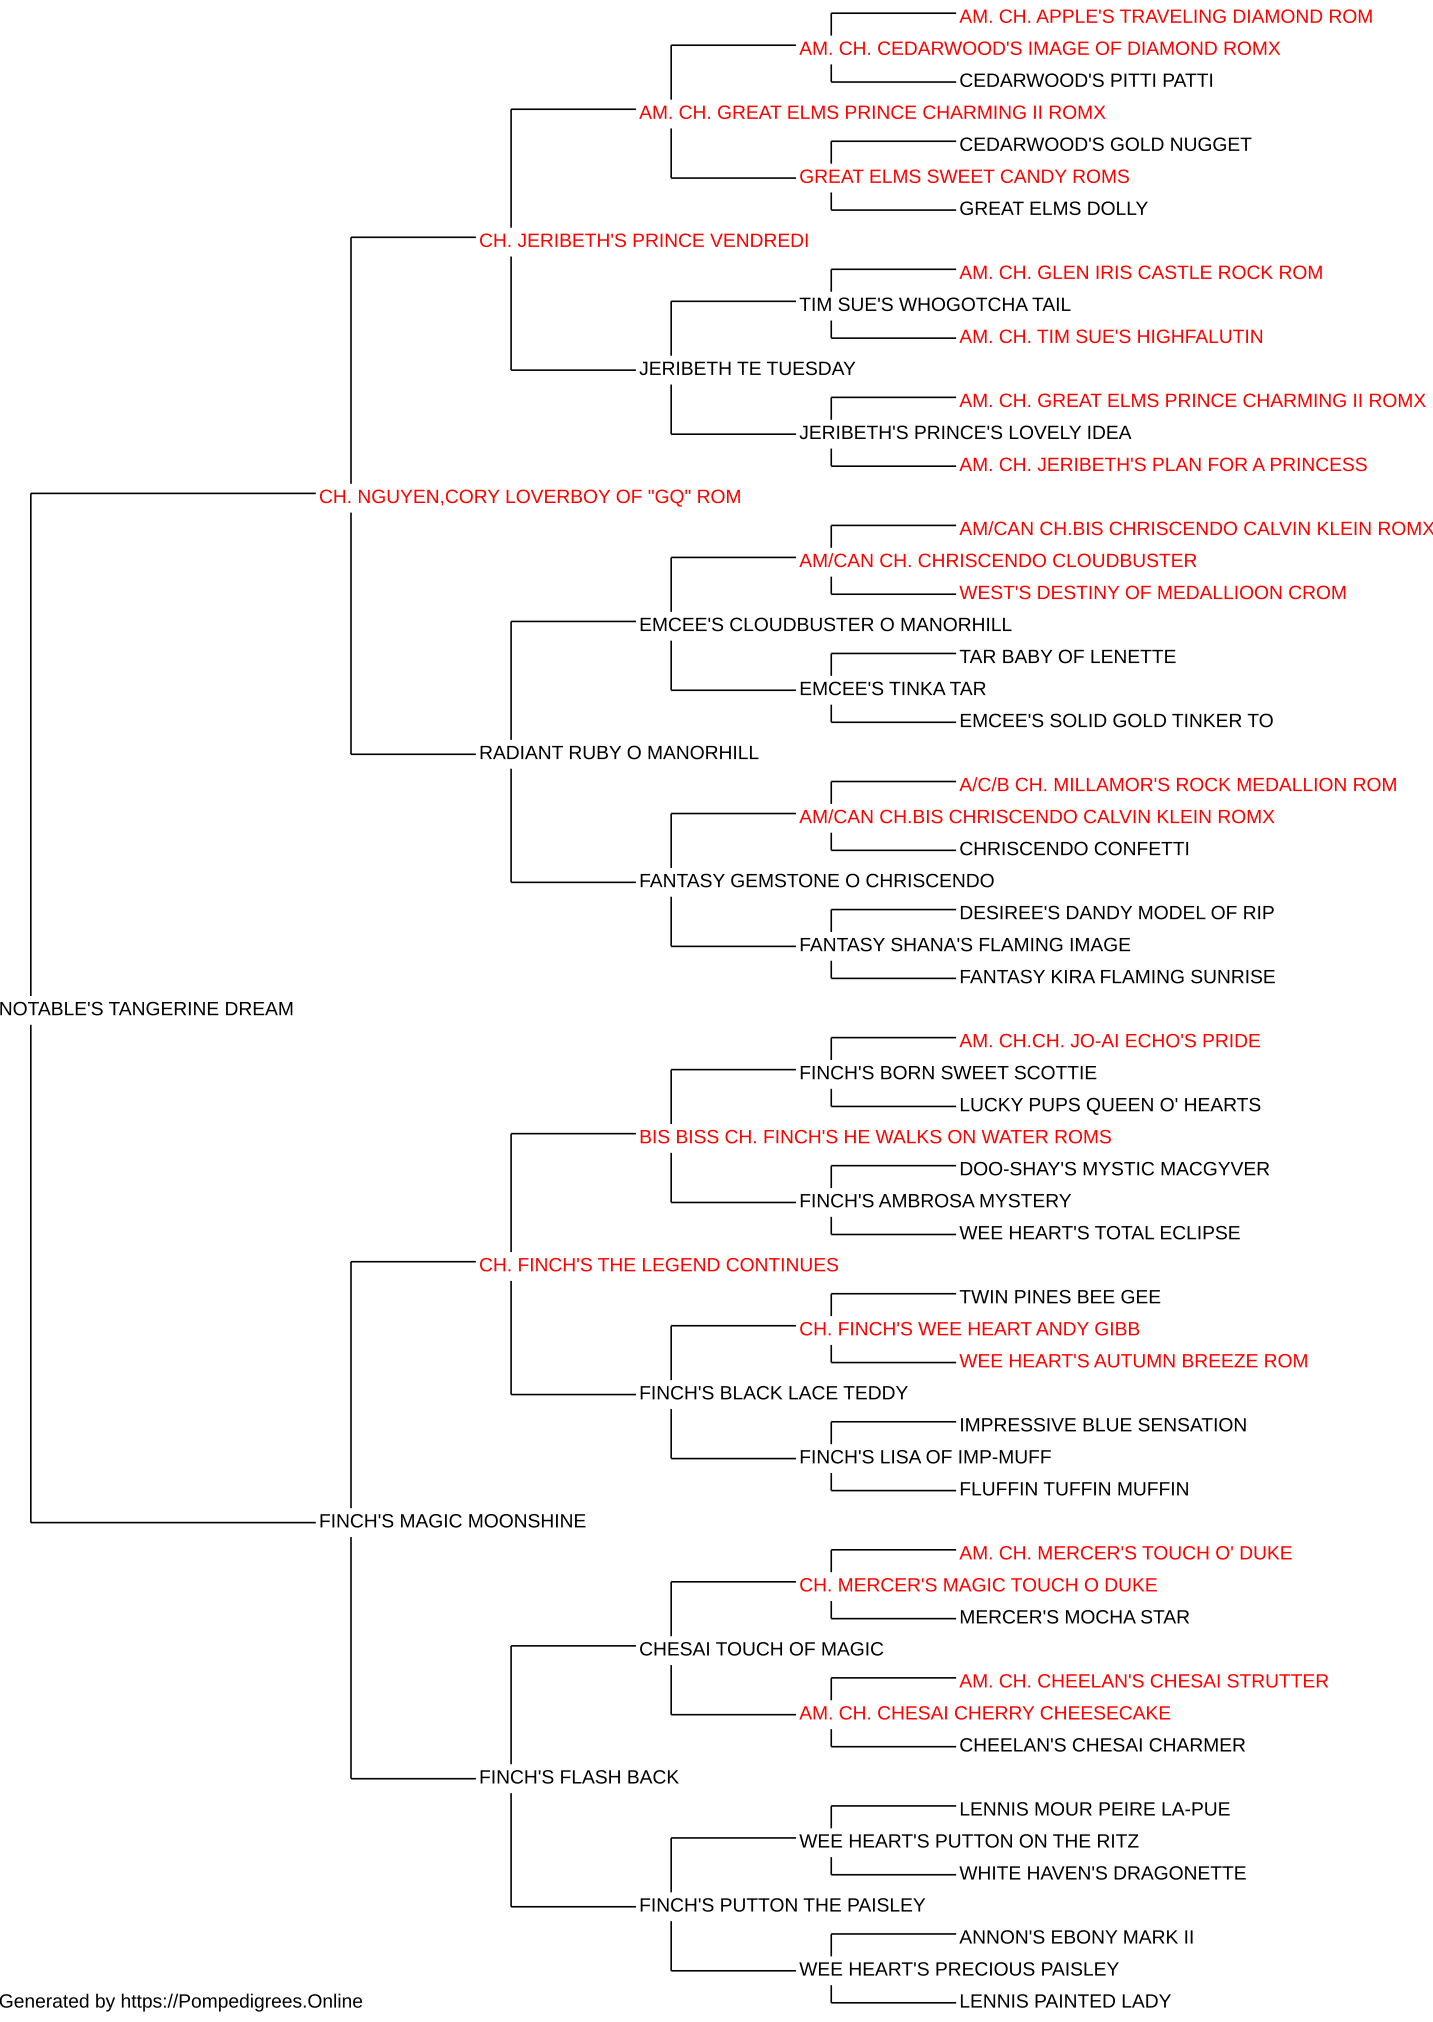 AM. CH. APPLE'S TRAVELING DIAMOND ROM
AM. CH. CEDARWOOD'S IMAGE OF DIAMOND ROMX
CEDARWOOD'S PITTI PATTI
AM. CH. GREAT ELMS PRINCE CHARMING II ROMX
CEDARWOOD'S GOLD NUGGET
GREAT ELMS SWEET CANDY ROMS
GREAT ELMS DOLLY
CH. JERIBETH'S PRINCE VENDREDI
AM. CH. GLEN IRIS CASTLE ROCK ROM
TIM SUE'S WHOGOTCHA TAIL
AM. CH. TIM SUE'S HIGHFALUTIN
JERIBETH TE TUESDAY
AM. CH. GREAT ELMS PRINCE CHARMING II ROMX
JERIBETH'S PRINCE'S LOVELY IDEA
AM. CH. JERIBETH'S PLAN FOR A PRINCESS
CH. NGUYEN,CORY LOVERBOY OF "GQ" ROM
AM/CAN CH.BIS CHRISCENDO CALVIN KLEIN ROMX
AM/CAN CH. CHRISCENDO CLOUDBUSTER
WEST'S DESTINY OF MEDALLIOON CROM
EMCEE'S CLOUDBUSTER O MANORHILL
TAR BABY OF LENETTE
EMCEE'S TINKA TAR
EMCEE'S SOLID GOLD TINKER TO
RADIANT RUBY O MANORHILL
A/C/B CH. MILLAMOR'S ROCK MEDALLION ROM
AM/CAN CH.BIS CHRISCENDO CALVIN KLEIN ROMX
CHRISCENDO CONFETTI
FANTASY GEMSTONE O CHRISCENDO
DESIREE'S DANDY MODEL OF RIP
FANTASY SHANA'S FLAMING IMAGE
FANTASY KIRA FLAMING SUNRISE
NOTABLE'S TANGERINE DREAM
AM. CH.CH. JO-AI ECHO'S PRIDE
FINCH'S BORN SWEET SCOTTIE
LUCKY PUPS QUEEN O' HEARTS
BIS BISS CH. FINCH'S HE WALKS ON WATER ROMS
DOO-SHAY'S MYSTIC MACGYVER
FINCH'S AMBROSA MYSTERY
WEE HEART'S TOTAL ECLIPSE
CH. FINCH'S THE LEGEND CONTINUES
TWIN PINES BEE GEE
CH. FINCH'S WEE HEART ANDY GIBB
WEE HEART'S AUTUMN BREEZE ROM
FINCH'S BLACK LACE TEDDY
IMPRESSIVE BLUE SENSATION
FINCH'S LISA OF IMP-MUFF
FLUFFIN TUFFIN MUFFIN
FINCH'S MAGIC MOONSHINE
AM. CH. MERCER'S TOUCH O' DUKE
CH. MERCER'S MAGIC TOUCH O DUKE
MERCER'S MOCHA STAR
CHESAI TOUCH OF MAGIC
AM. CH. CHEELAN'S CHESAI STRUTTER
AM. CH. CHESAI CHERRY CHEESECAKE
CHEELAN'S CHESAI CHARMER
FINCH'S FLASH BACK
LENNIS MOUR PEIRE LA-PUE
WEE HEART'S PUTTON ON THE RITZ
WHITE HAVEN'S DRAGONETTE
FINCH'S PUTTON THE PAISLEY
ANNON'S EBONY MARK II
WEE HEART'S PRECIOUS PAISLEY
LENNIS PAINTED LADY
Generated by https://Pompedigrees.Online